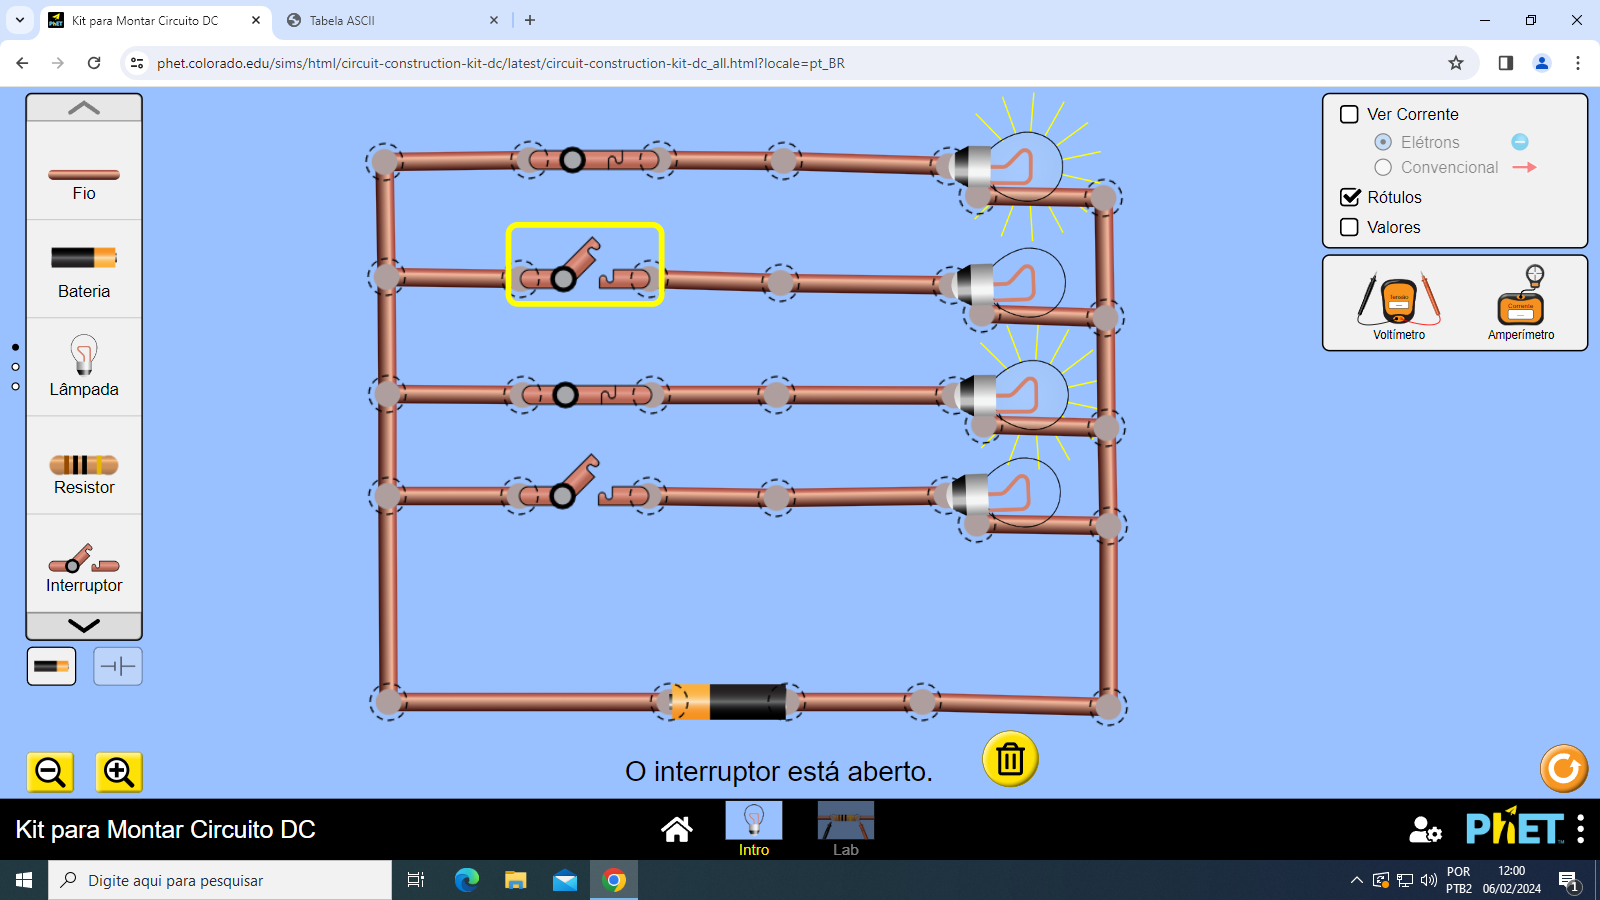 Kit para Montar Circuito DC
Tabela ASCII
phet.colorado.edu/sims/html/circuit-construction-kit-dc/latest/circuit-construction-kit-dc_all.html?locale=pt_BR
Fio
Bateria
Lâmpada
Resistor
Interruptor
Ver Corrente
Elétrons
Convencional
Rótulos
Valores
Tensão
Voltímetro
Corrente
Amperímetro
O interruptor está aberto.
Kit para Montar Circuito DC
Intro
Lab
PhET
Digite aqui para pesquisar
POR
PTB2
12:00
06/02/2024
1